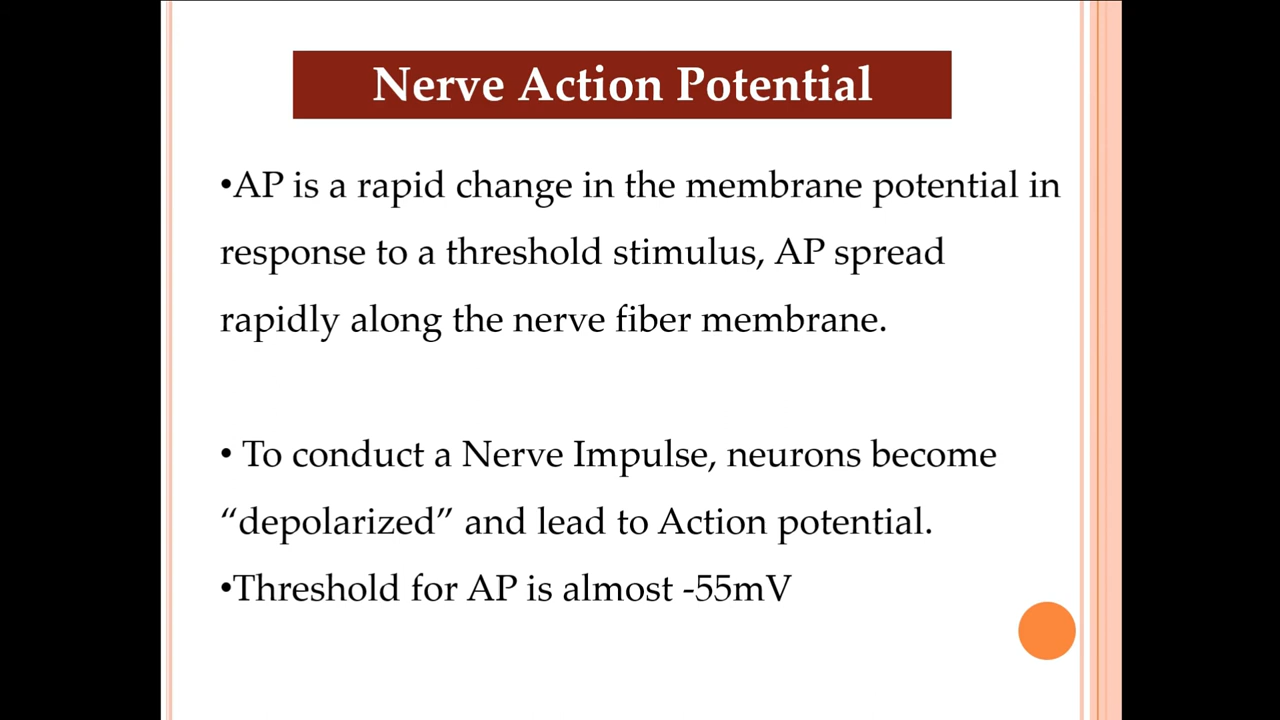 Nerve Action Potential
•AP is a rapid change in the membrane potential in
response to a threshold stimulus, AP spread
rapidly along the nerve fiber membrane.
• To conduct a Nerve Impulse, neurons become
“depolarized” and lead to Action potential.
•Threshold for AP is almost -55mV